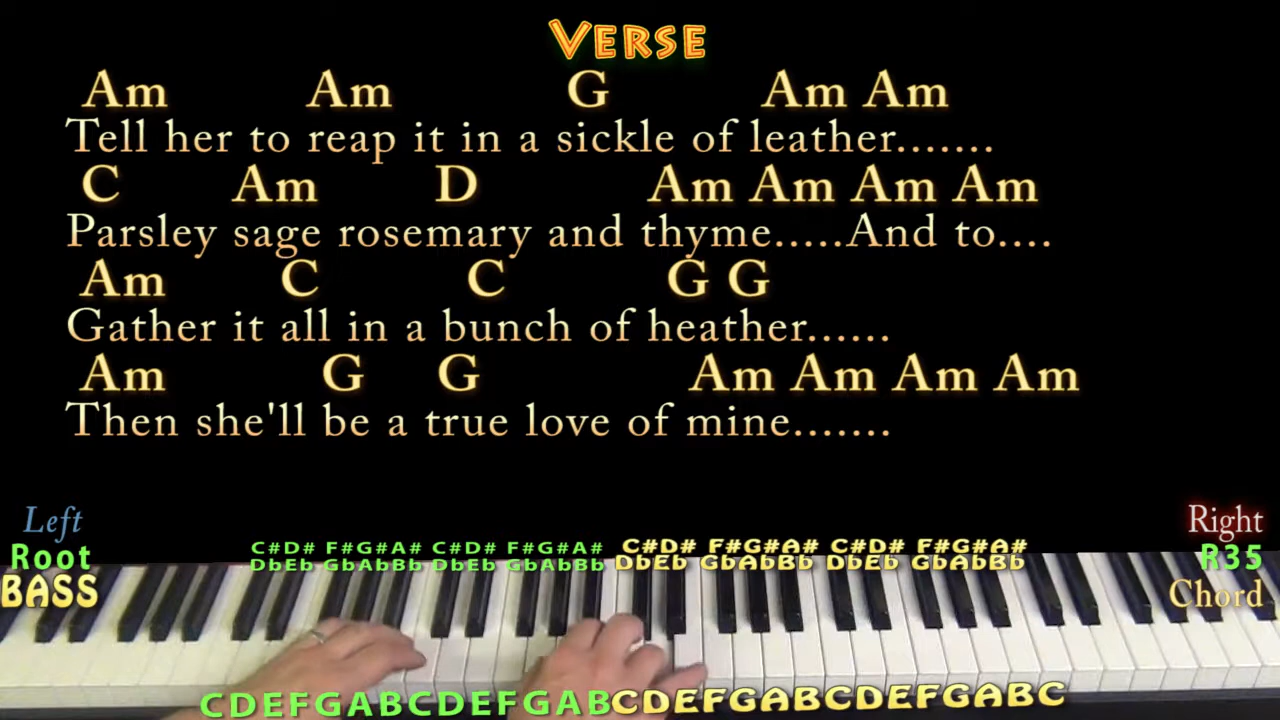 VERSE
Am Am G Am Am
Tell her to reap it in a sickle of leather.......
C Am D Am Am Am Am
Parsley sage rosemary and thyme.....And to....
Am C C G G
Gather it all in a bunch of heather......
Am G G Am Am Am Am
Then she'll be a true love of mine.......
Left
Root
BASS
Right
R35
Chord
C#D# F#G#A# C#D# F#G#A# C#D# F#G#A# C#D# F#G#A#
DbEb GbAbBb DbEb GbAbBb DbEb GbAbBb DbEb GbAbBb
CDEFGABCDEFGABCDEFGABCDEFGABC